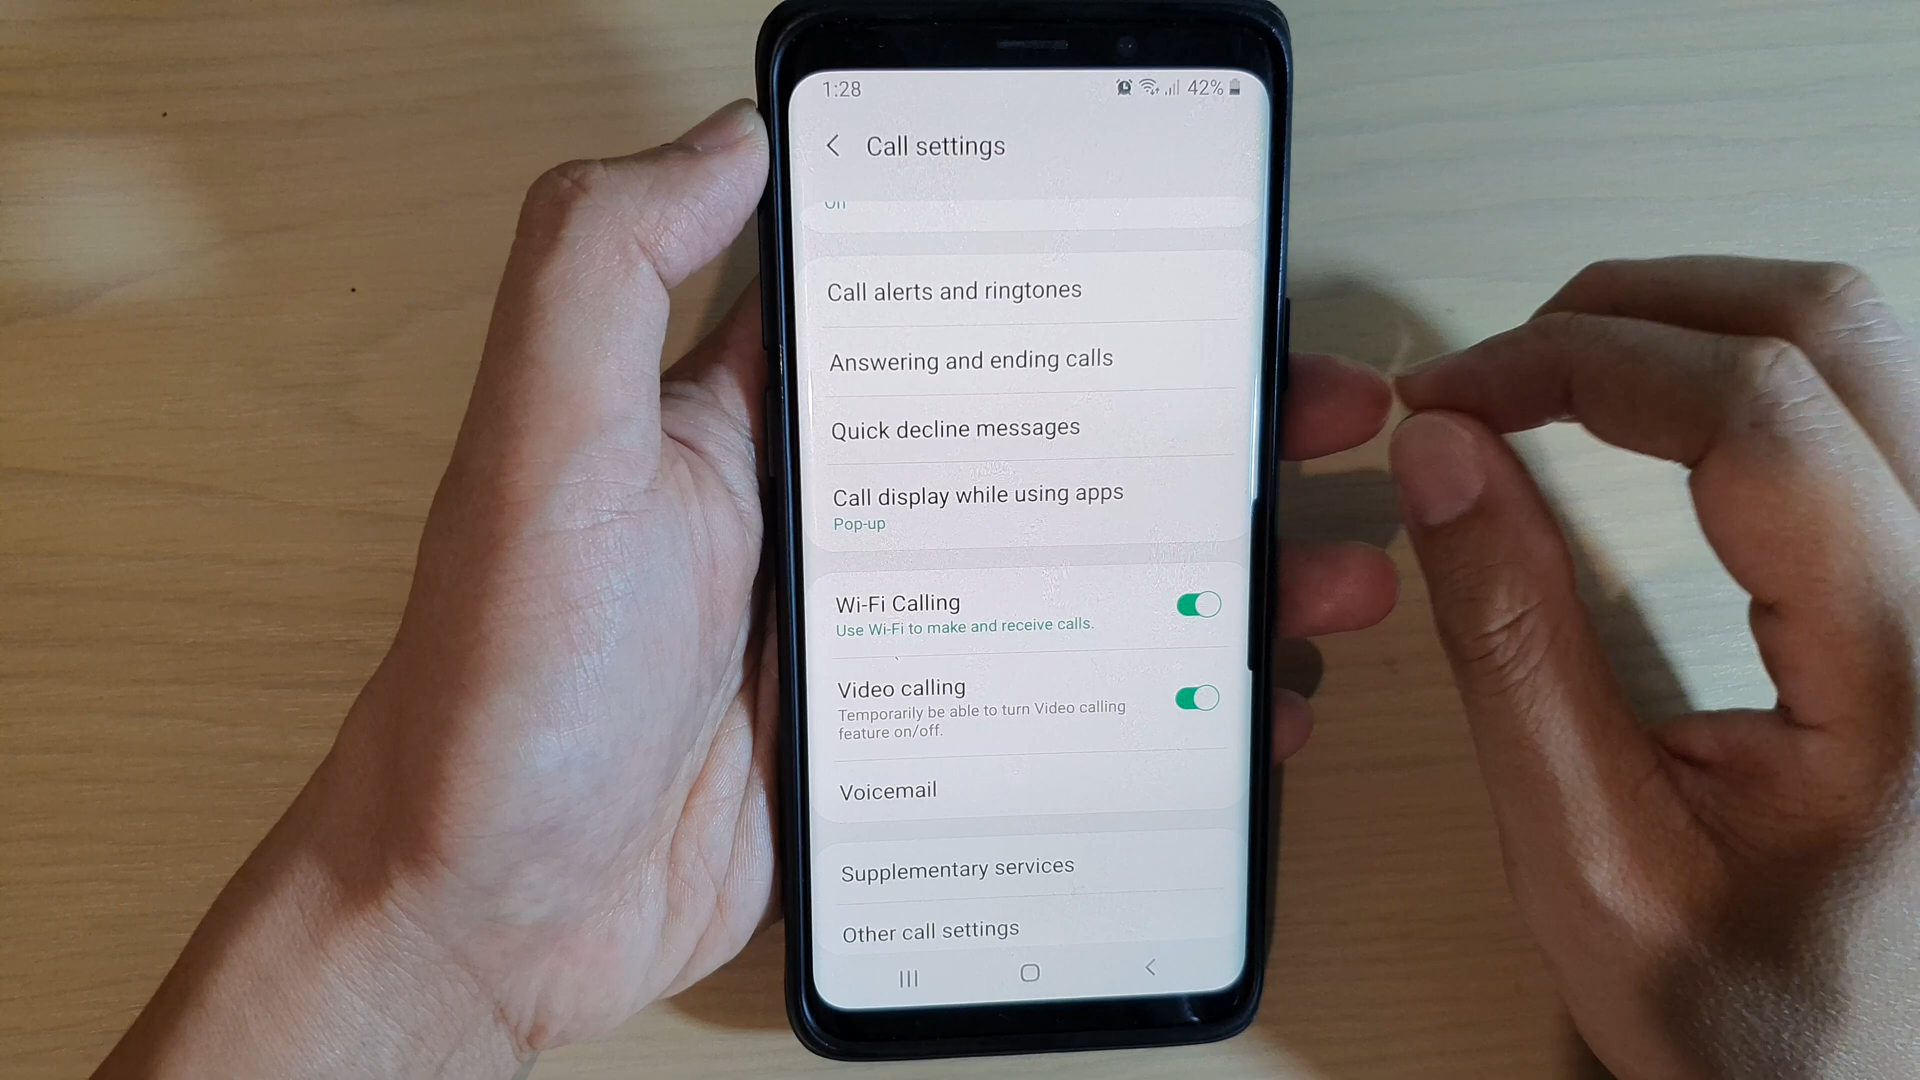 1:28
42%
Call settings
Call alerts and ringtones
Answering and ending calls
Quick decline messages
Call display while using apps
Pop-up
Wi-Fi Calling
Use Wi-Fi to make and receive calls.
Video calling
Temporarily be able to turn Video calling
feature on/off.
Voicemail
Supplementary services
Other call settings